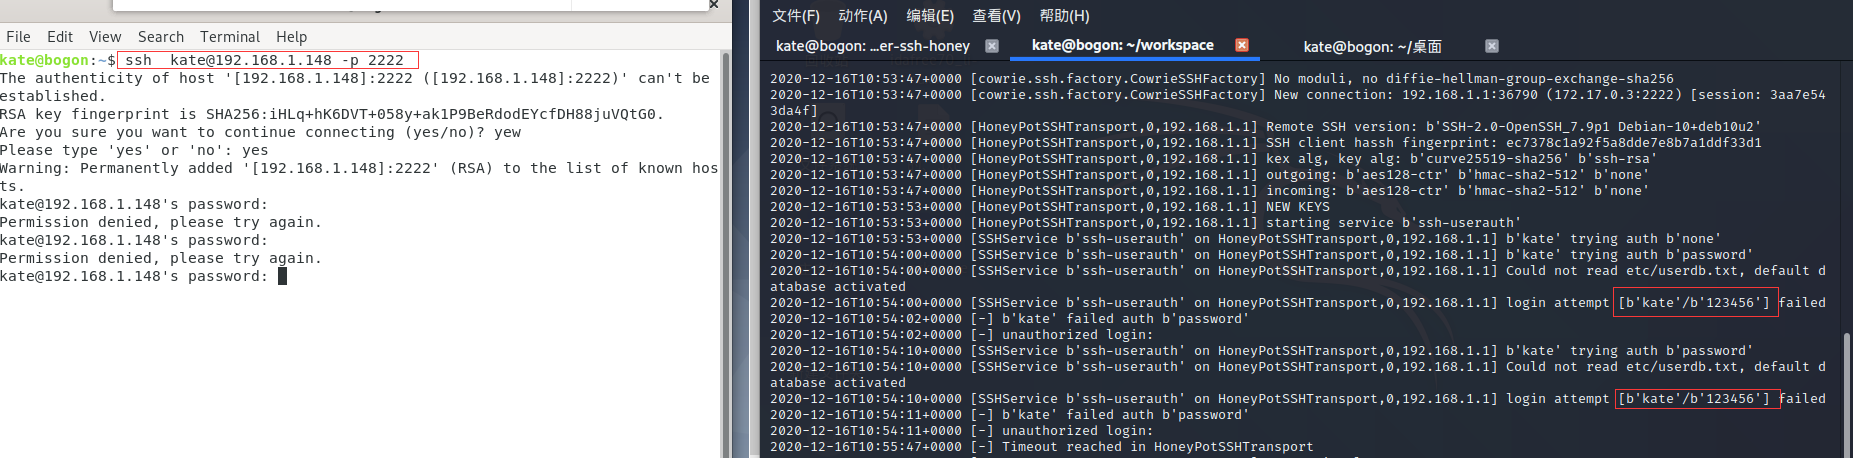 File Edit View Search Terminal Help
kate@bogon:~$ ssh  kate@192.168.1.148 -p 2222
The authenticity of host '[192.168.1.148]:2222 ([192.168.1.148]:2222)' can't be
established.
RSA key fingerprint is SHA256:iHLq+hK6DVT+058y+ak1P9BeRdodEYcfDH88juVQtG0.
Are you sure you want to continue connecting (yes/no)? yew
Please type 'yes' or 'no': yes
Warning: Permanently added '[192.168.1.148]:2222' (RSA) to the list of known hos
ts.
kate@192.168.1.148's password:
Permission denied, please try again.
kate@192.168.1.148's password:
Permission denied, please try again.
kate@192.168.1.148's password:
文件(F) 动作(A) 编辑(E) 查看(V) 帮助(H)
kate@bogon: ...er-ssh-honey kate@bogon: ~/workspace kate@bogon: ~/桌面
2020-12-16T10:53:47+0000 [cowrie.ssh.factory.CowrieSSHFactory] No moduli, no diffie-hellman-group-exchange-sha256
2020-12-16T10:53:47+0000 [cowrie.ssh.factory.CowrieSSHFactory] New connection: 192.168.1.1:36790 (172.17.0.3:2222) [session: 3aa7e54
3da4f]
2020-12-16T10:53:47+0000 [HoneyPotSSHTransport,0,192.168.1.1] Remote SSH version: b'SSH-2.0-OpenSSH_7.9p1 Debian-10+deb10u2'
2020-12-16T10:53:47+0000 [HoneyPotSSHTransport,0,192.168.1.1] SSH client hassh fingerprint: ec7378c1a92f5a8dde7e8b7a1ddf33d1
2020-12-16T10:53:47+0000 [HoneyPotSSHTransport,0,192.168.1.1] kex alg, key alg: b'curve25519-sha256' b'ssh-rsa'
2020-12-16T10:53:47+0000 [HoneyPotSSHTransport,0,192.168.1.1] outgoing: b'aes128-ctr' b'hmac-sha2-512' b'none'
2020-12-16T10:53:47+0000 [HoneyPotSSHTransport,0,192.168.1.1] incoming: b'aes128-ctr' b'hmac-sha2-512' b'none'
2020-12-16T10:53:53+0000 [HoneyPotSSHTransport,0,192.168.1.1] NEW KEYS
2020-12-16T10:53:53+0000 [HoneyPotSSHTransport,0,192.168.1.1] starting service b'ssh-userauth'
2020-12-16T10:53:53+0000 [SSHService b'ssh-userauth' on HoneyPotSSHTransport,0,192.168.1.1] b'kate' trying auth b'none'
2020-12-16T10:54:00+0000 [SSHService b'ssh-userauth' on HoneyPotSSHTransport,0,192.168.1.1] b'kate' trying auth b'password'
2020-12-16T10:54:00+0000 [SSHService b'ssh-userauth' on HoneyPotSSHTransport,0,192.168.1.1] Could not read etc/userdb.txt, default d
atabase activated
2020-12-16T10:54:00+0000 [SSHService b'ssh-userauth' on HoneyPotSSHTransport,0,192.168.1.1] login attempt [b'kate'/b'123456'] failed
2020-12-16T10:54:02+0000 [-] b'kate' failed auth b'password'
2020-12-16T10:54:02+0000 [-] unauthorized login:
2020-12-16T10:54:10+0000 [SSHService b'ssh-userauth' on HoneyPotSSHTransport,0,192.168.1.1] b'kate' trying auth b'password'
2020-12-16T10:54:10+0000 [SSHService b'ssh-userauth' on HoneyPotSSHTransport,0,192.168.1.1] Could not read etc/userdb.txt, default d
atabase activated
2020-12-16T10:54:10+0000 [SSHService b'ssh-userauth' on HoneyPotSSHTransport,0,192.168.1.1] login attempt [b'kate'/b'123456'] failed
2020-12-16T10:54:11+0000 [-] b'kate' failed auth b'password'
2020-12-16T10:54:11+0000 [-] unauthorized login:
2020-12-16T10:55:47+0000 [-] Timeout reached in HoneyPotSSHTransport